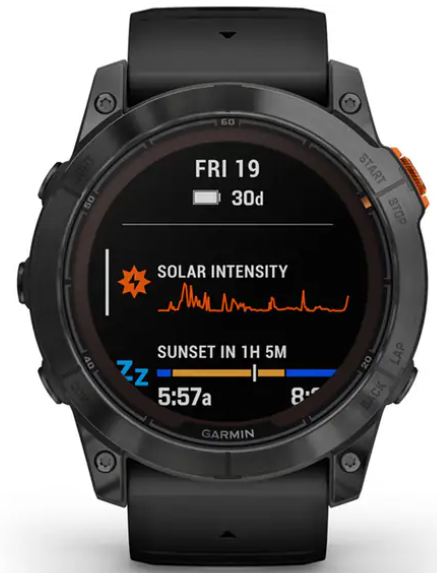 60
FRI 19
30d
START
STOP
50
SOLAR INTENSITY
SUNSET IN 1H 5M
zz
5:57a
40
20
BACK LAP
GARMIN